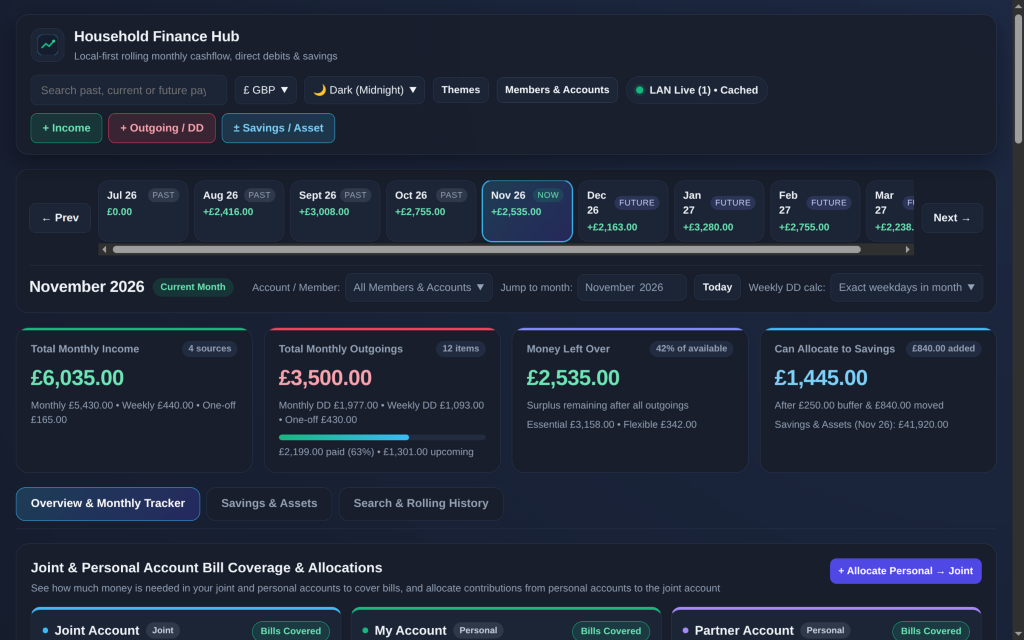 Household Finance Hub
Local-first rolling monthly cashflow, direct debits & savings
Search past, current or future pay
£ GBP ▼
🌙 Dark (Midnight) ▼
Themes
Members & Accounts
LAN Live (1) • Cached
+ Income
+ Outgoing / DD
± Savings / Asset
← Prev
Jul 26 PAST
£0.00
Aug 26 PAST
+£2,416.00
Sept 26 PAST
+£3,008.00
Oct 26 PAST
+£2,755.00
Nov 26 NOW
+£2,535.00
Dec 26 FUTURE
+£2,163.00
Jan 27 FUTURE
+£3,280.00
Feb 27 FUTURE
+£2,755.00
Mar 27
+£2,238.
Next →
November 2026
Current Month
Account / Member:
All Members & Accounts ▼
Jump to month:
November 2026
Today
Weekly DD calc:
Exact weekdays in month ▼
Total Monthly Income
4 sources
£6,035.00
Monthly £5,430.00 • Weekly £440.00 • One-off
£165.00
Total Monthly Outgoings
12 items
£3,500.00
Monthly DD £1,977.00 • Weekly DD £1,093.00
• One-off £430.00
£2,199.00 paid (63%) • £1,301.00 upcoming
Money Left Over
42% of available
£2,535.00
Surplus remaining after all outgoings
Essential £3,158.00 • Flexible £342.00
Can Allocate to Savings
£840.00 added
£1,445.00
After £250.00 buffer & £840.00 moved
Savings & Assets (Nov 26): £41,920.00
Overview & Monthly Tracker
Savings & Assets
Search & Rolling History
Joint & Personal Account Bill Coverage & Allocations
See how much money is needed in your joint and personal accounts to cover bills, and allocate contributions from personal accounts to the joint account
+ Allocate Personal → Joint
Joint Account Joint
Bills Covered
My Account Personal
Bills Covered
Partner Account Personal
Bills Covered